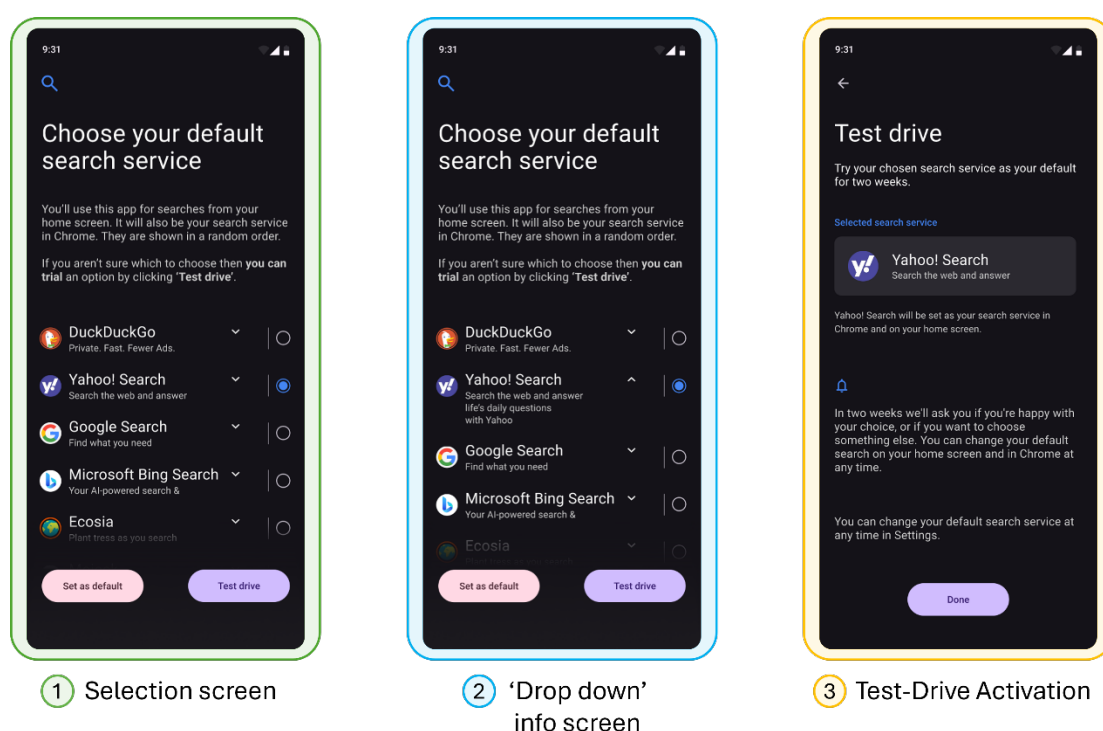 9:31
Choose your default
search service
You'll use this app for searches from your
home screen. It will also be your search service
in Chrome. They are shown in a random order.
If you aren't sure which to choose then you can
trial an option by clicking 'Test drive'.
DuckDuckGo
Private. Fast. Fewer Ads.
Yahoo! Search
Search the web and answer
Google Search
Find what you need
Microsoft Bing Search
Your AI-powered search &
Ecosia
Plant tress as you search
Set as default
Test drive
1 Selection screen
9:31
Choose your default
search service
You'll use this app for searches from your
home screen. It will also be your search service
in Chrome. They are shown in a random order.
If you aren't sure which to choose then you can
trial an option by clicking 'Test drive'.
DuckDuckGo
Private. Fast. Fewer Ads.
Yahoo! Search
Search the web and answer
life's daily questions
with Yahoo
Google Search
Find what you need
Microsoft Bing Search
Your AI-powered search &
Ecosia
Set as default
Test drive
2 'Drop down'
info screen
9:31
Test drive
Try your chosen search service as your default
for two weeks.
Selected search service
Yahoo! Search
Search the web and answer
Yahoo! Search will be set as your search service in
Chrome and on your home screen.
In two weeks we'll ask you if you're happy with
your choice, or if you want to choose
something else. You can change your default
search on your home screen and in Chrome at
any time.
You can change your default search service at
any time in Settings.
Done
3 Test-Drive Activation